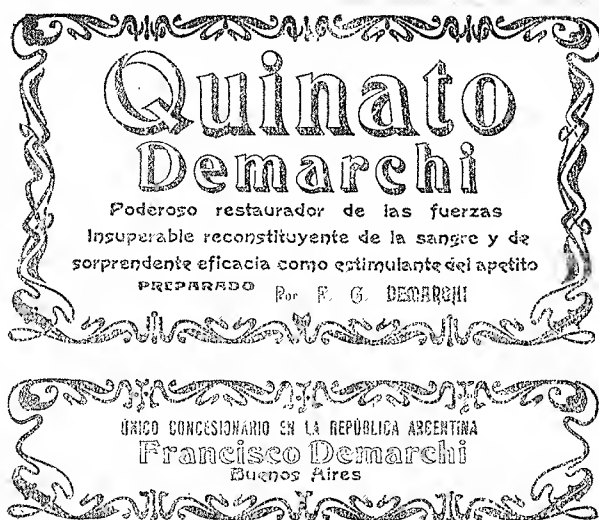 Quinato
Demarchi
Poderoso restaurador de las fuerzas
Insuperable reconstituyente de la sangre y de
sorprendente eficacia como estimulante del apetito
PREPARADO Por F. G. DEMARCHI
ÚNICO CONCESIONARIO EN LA REPÚBLICA ARGENTINA
Francisco Demarchi
Buenos Aires